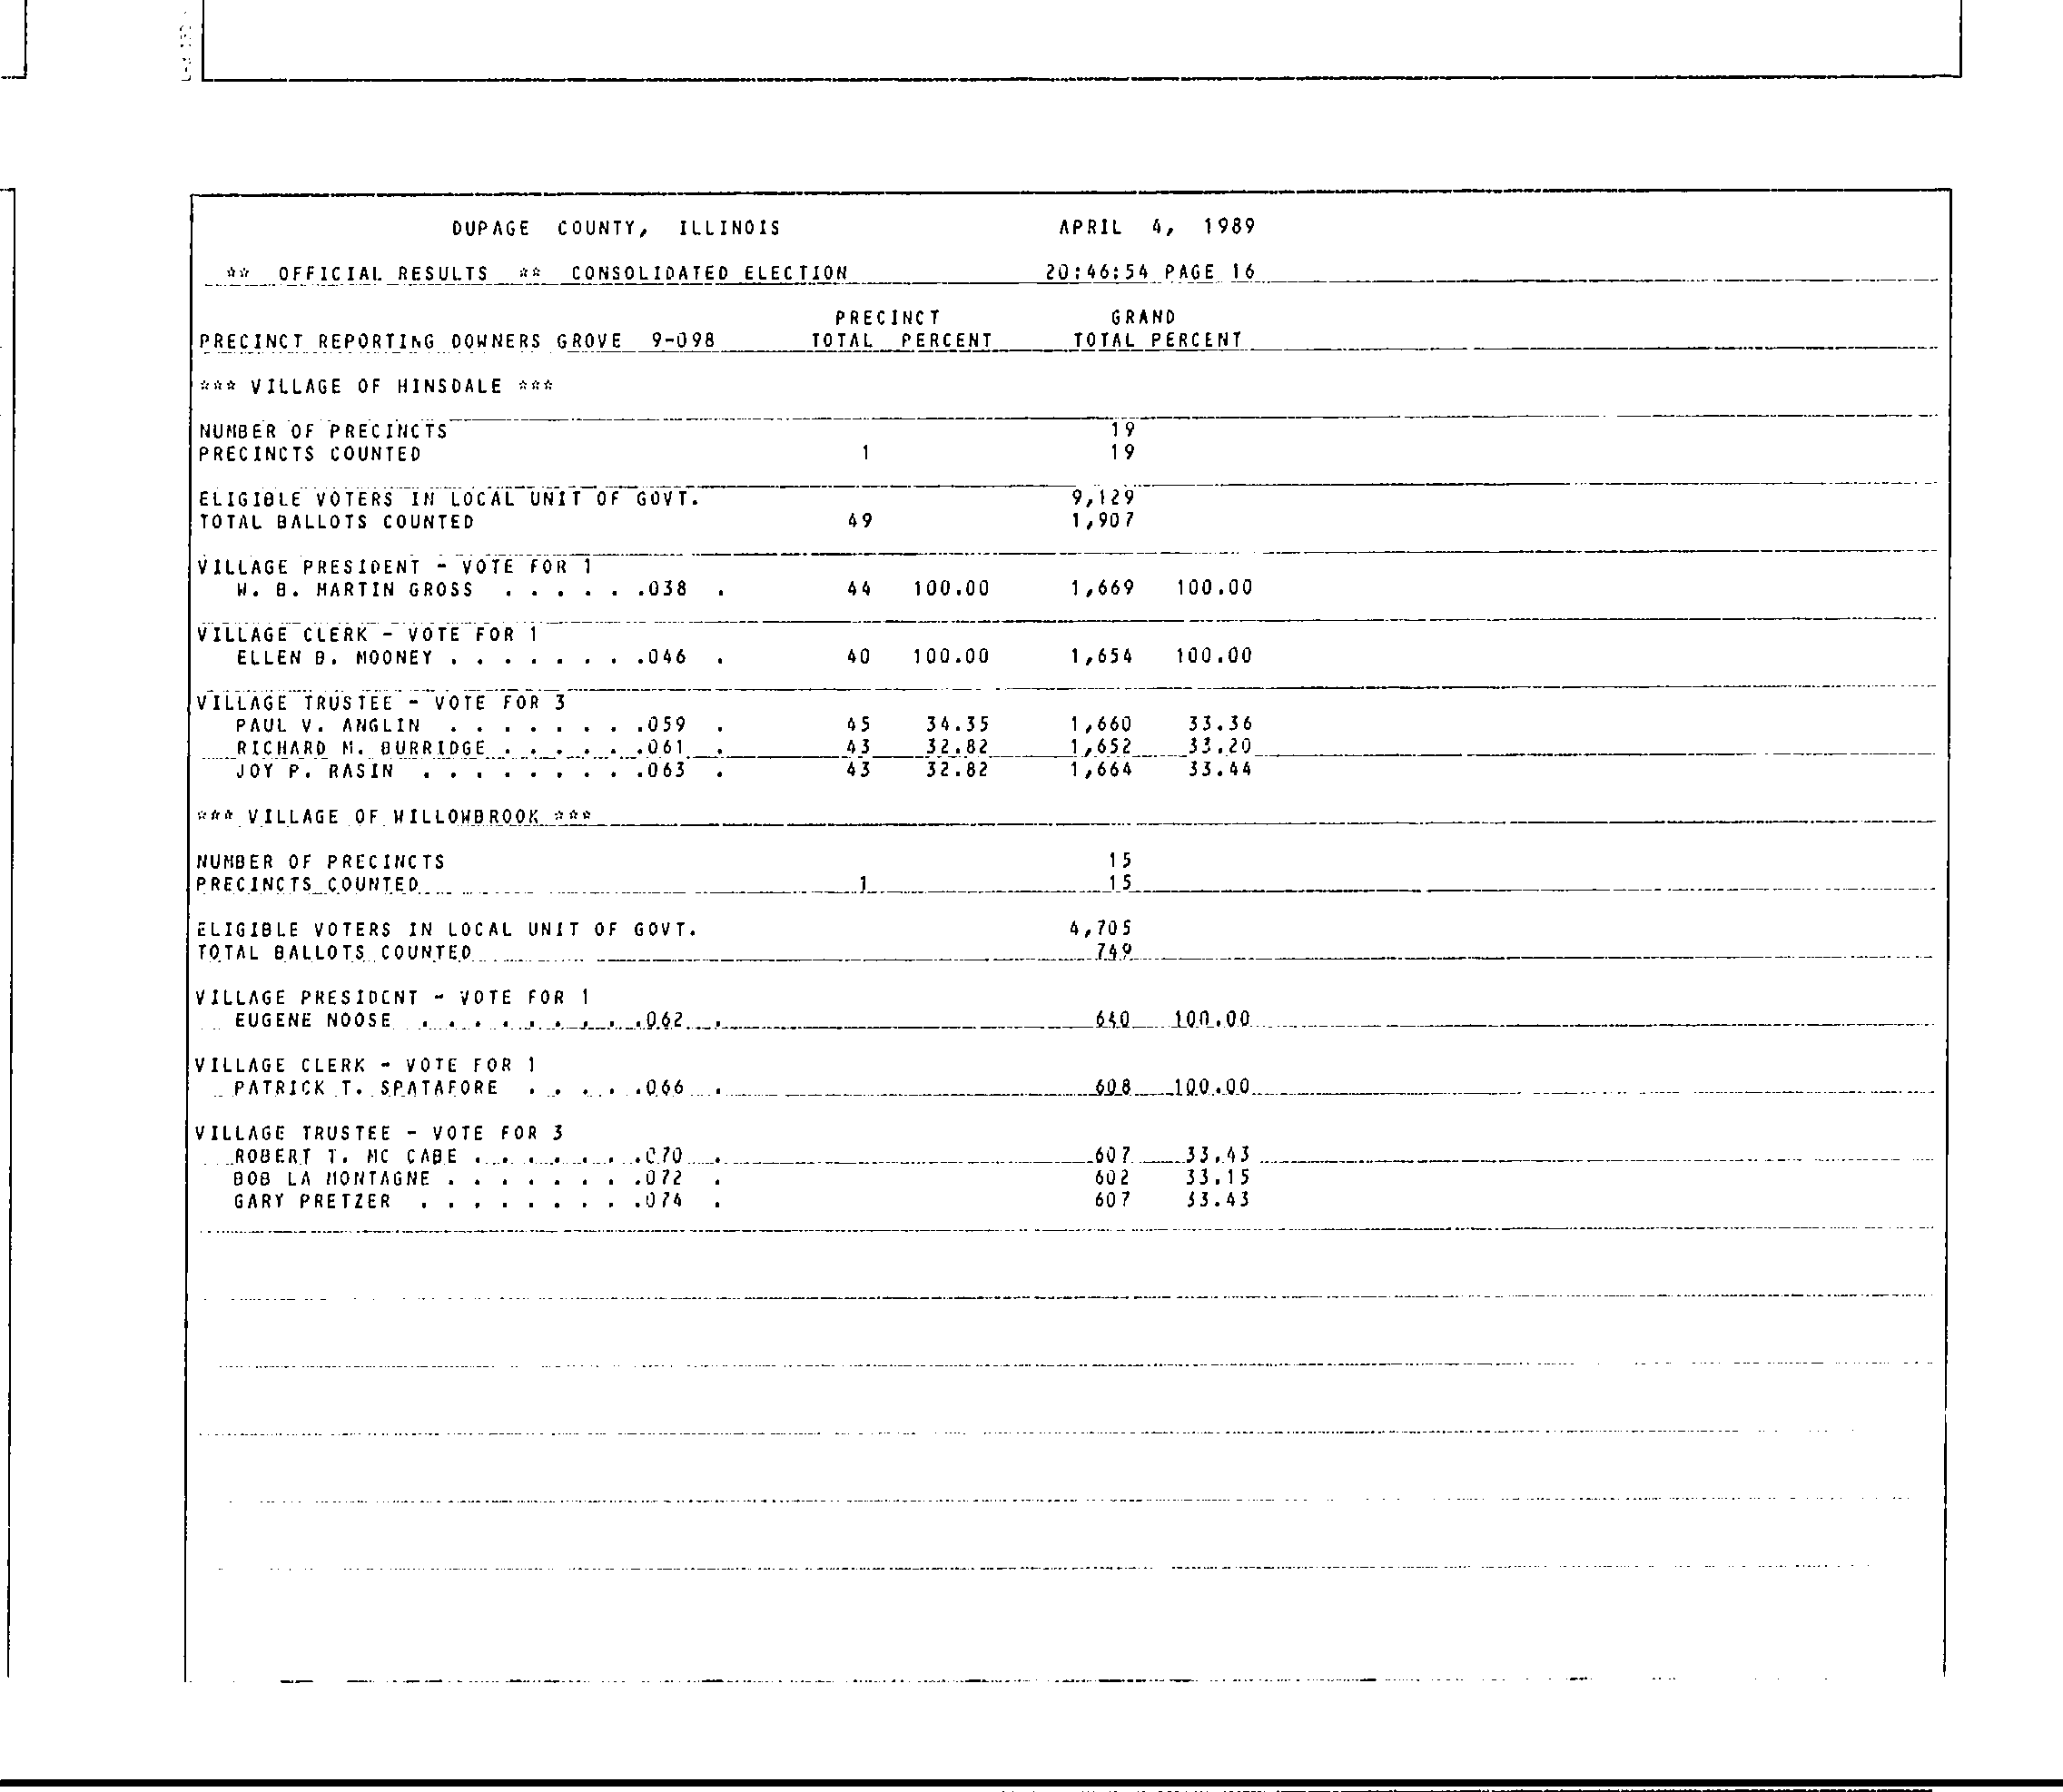 DUPAGE COUNTY, ILLINOIS APRIL 4, 1989
** OFFICIAL RESULTS ** CONSOLIDATED ELECTION 20:46:54 PAGE 16
PRECINCT GRAND
PRECINCT REPORTING DOWNERS GROVE 9-098 TOTAL PERCENT TOTAL PERCENT
*** VILLAGE OF HINSDALE ***
NUMBER OF PRECINCTS 19
PRECINCTS COUNTED 1 19
ELIGIBLE VOTERS IN LOCAL UNIT OF GOVT. 9,129
TOTAL BALLOTS COUNTED 49 1,907
VILLAGE PRESIDENT - VOTE FOR 1
W. B. MARTIN GROSS . . . . . .038 . 44 100.00 1,669 100.00
VILLAGE CLERK - VOTE FOR 1
ELLEN B. MOONEY . . . . . . . .046 . 40 100.00 1,654 100.00
VILLAGE TRUSTEE - VOTE FOR 3
PAUL V. ANGLIN . . . . . . . .059 . 45 34.35 1,660 33.36
RICHARD M. BURRIDGE . . . . . .061 . 43 32.82 1,652 33.20
JOY P. RASIN . . . . . . . . .063 . 43 32.82 1,664 33.44
*** VILLAGE OF WILLOWBROOK ***
NUMBER OF PRECINCTS 15
PRECINCTS COUNTED 1 15
ELIGIBLE VOTERS IN LOCAL UNIT OF GOVT. 4,705
TOTAL BALLOTS COUNTED 749
VILLAGE PRESIDENT - VOTE FOR 1
EUGENE NOOSE . . . . . . . . .062 . 640 100.00
VILLAGE CLERK - VOTE FOR 1
PATRICK T. SPATAFORE . . . . .066 . 608 100.00
VILLAGE TRUSTEE - VOTE FOR 3
ROBERT T. MC CABE . . . . . . .070 . 607 33.43
BOB LA MONTAGNE . . . . . . . .072 . 602 33.15
GARY PRETZER . . . . . . . . .074 . 607 33.43